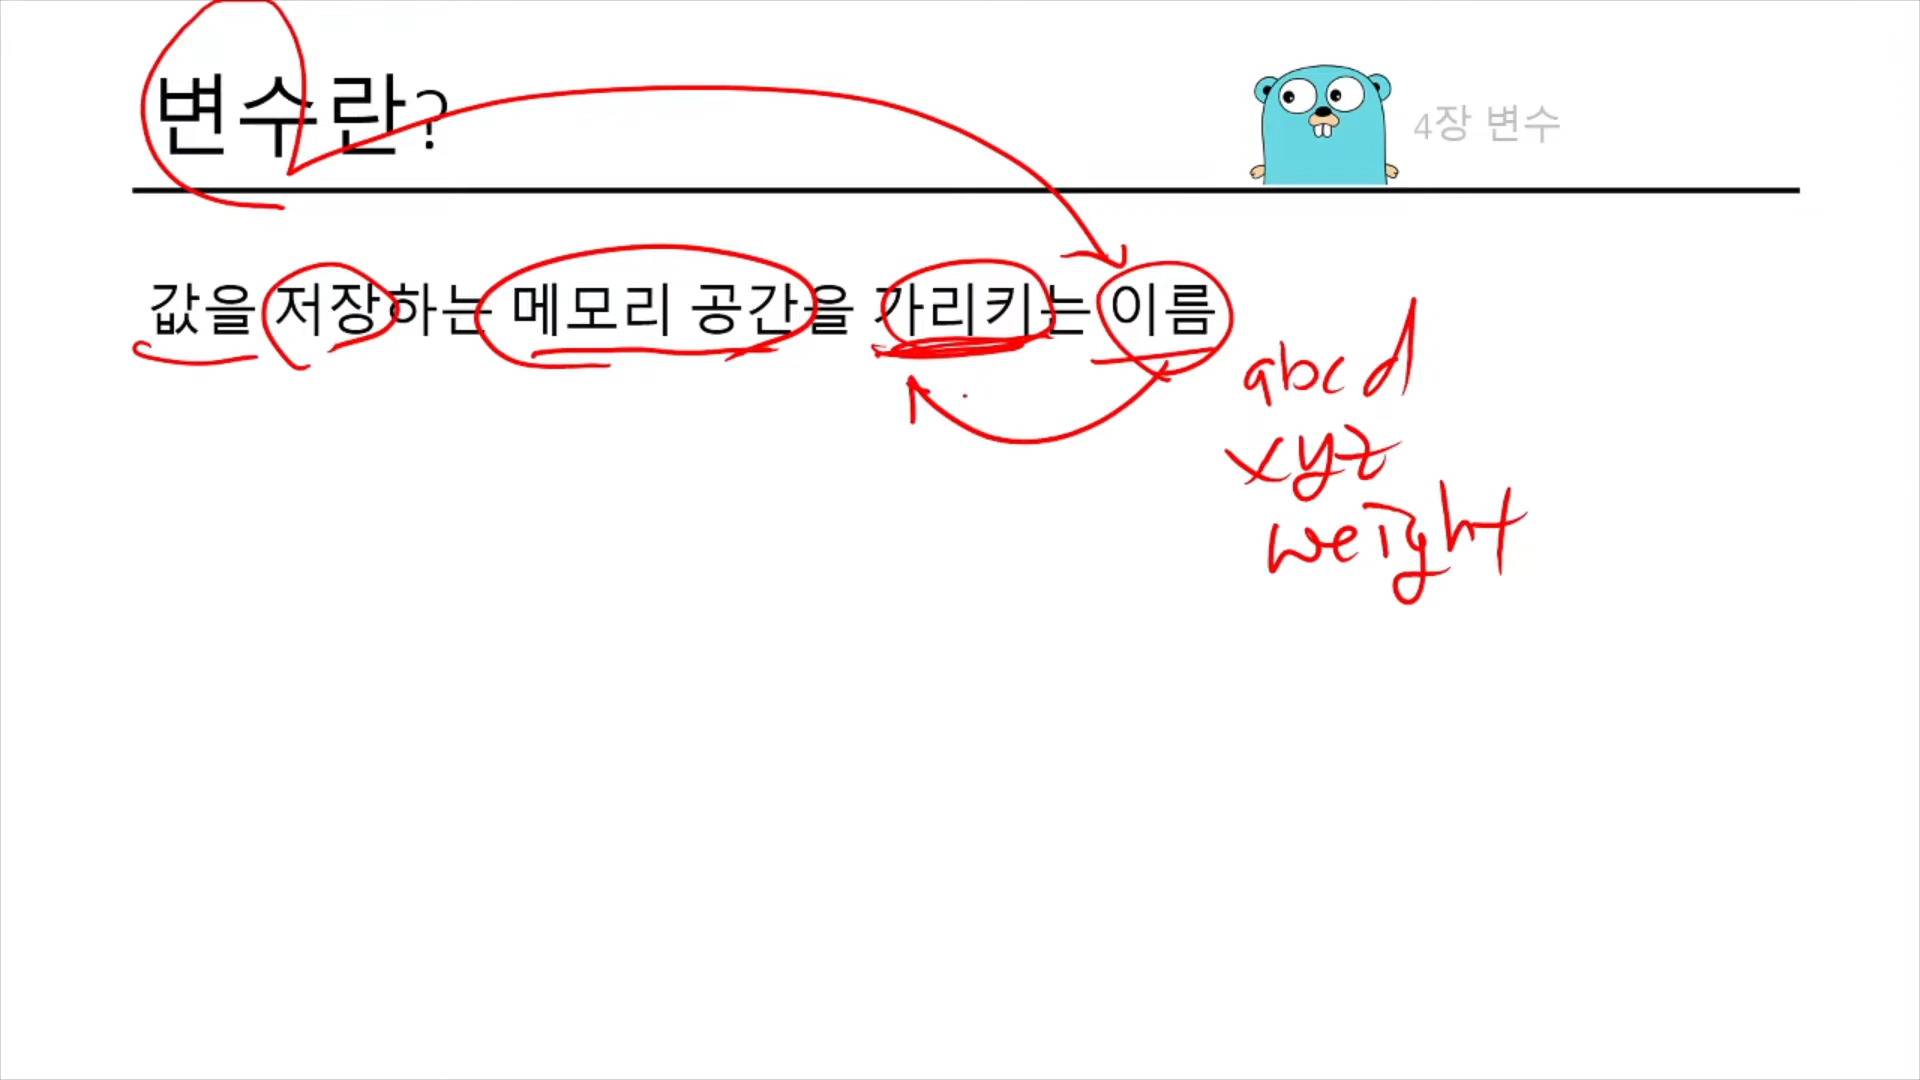 변수란?
4장 변수
값을 저장하는 메모리 공간을 가리키는 이름
abcd
xyz
weight